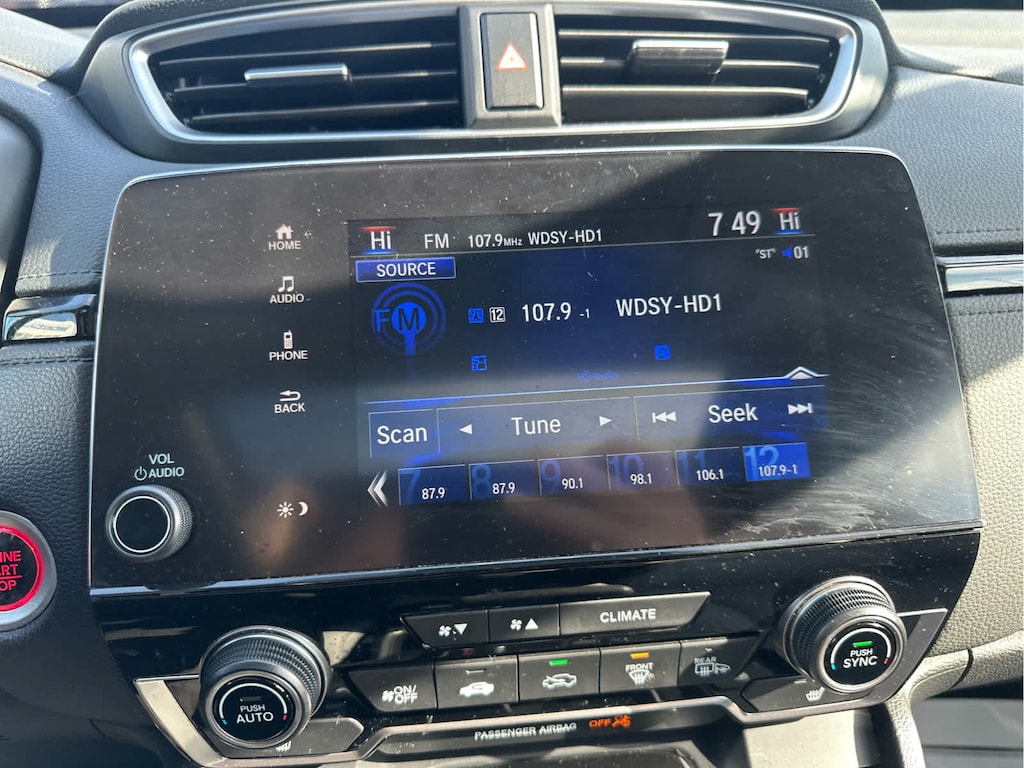 Hi FM 107.9MHz WDSY-HD1 7 49 Hi
HOME
SOURCE
"ST" 01
FM
12 107.9 -1 WDSY-HD1
AUDIO
PHONE
HD Radio
BACK
Scan Tune Seek
7 8 9 10 11 12
87.9 87.9 90.1 98.1 106.1 107.9-1
VOL
AUDIO
CLIMATE
ON/
OFF
FRONT
REAR
PUSH
AUTO
PUSH
SYNC
PASSENGER AIRBAG OFF